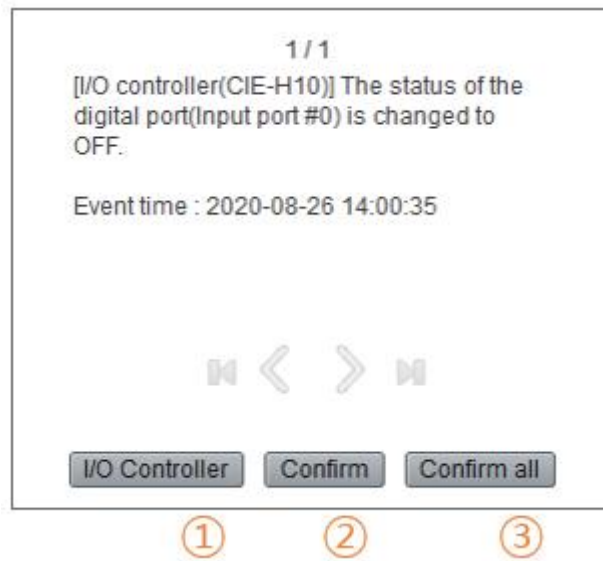 1 / 1
[I/O controller(CIE-H10)] The status of the
digital port(Input port #0) is changed to
OFF.
Event time : 2020-08-26 14:00:35
I/O Controller Confirm Confirm all
① ② ③